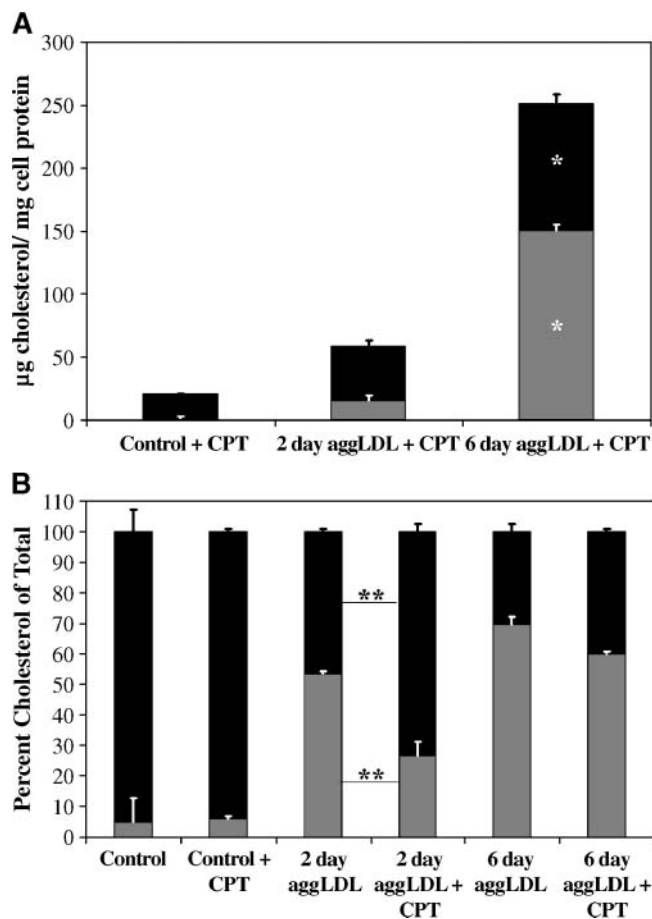 A
µg cholesterol/ mg cell protein
300
250
200
150
100
50
0
*
*
Control + CPT
2 day aggLDL + CPT
6 day aggLDL + CPT
B
Percent Cholesterol of Total
110
100
90
80
70
60
50
40
30
20
10
0
**
**
Control
Control +
CPT
2 day
aggLDL
2 day
aggLDL +
CPT
6 day
aggLDL
6 day
aggLDL +
CPT